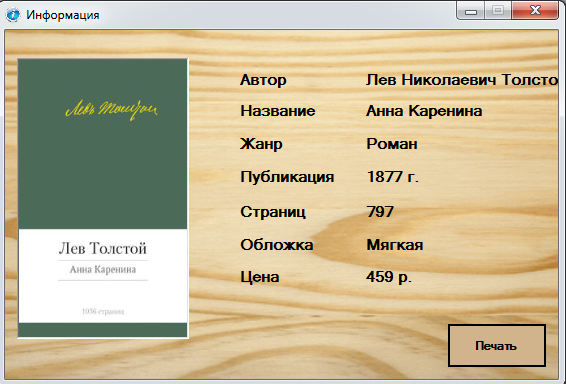 Информация
Лев Толстой
Лев Толстой
Анна Каренина
1056 страниц
Автор Лев Николаевич Толсто
Название Анна Каренина
Жанр Роман
Публикация 1877 г.
Страниц 797
Обложка Мягкая
Цена 459 р.
Печать